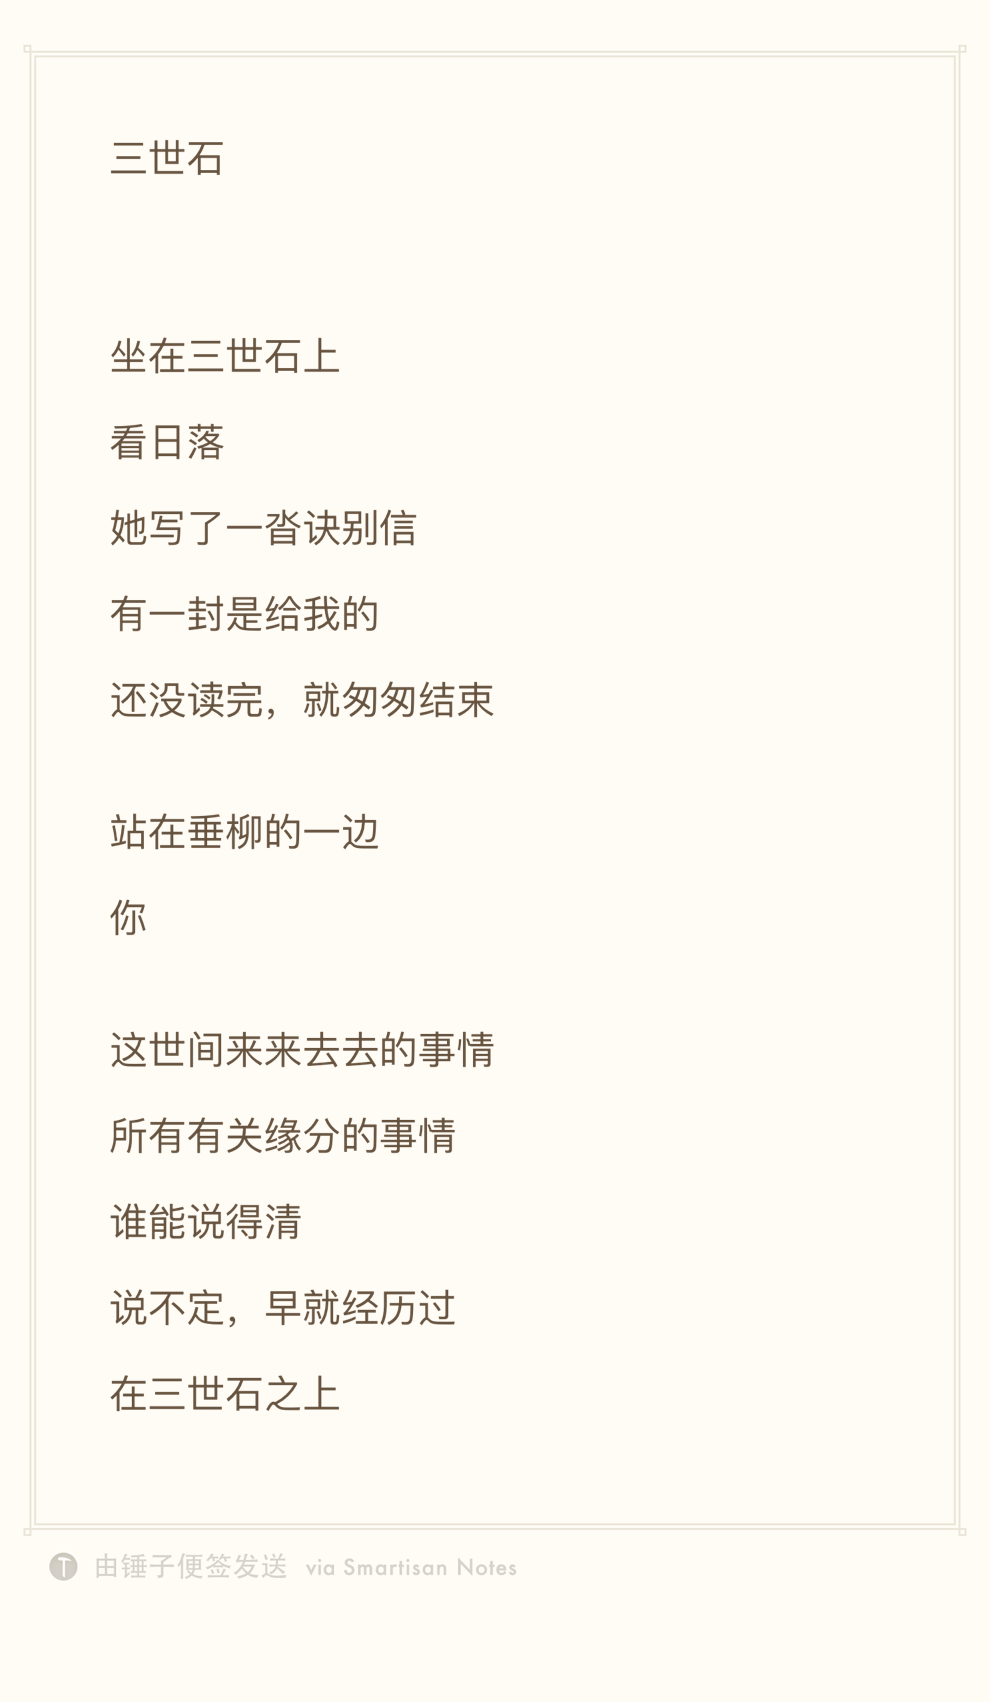 三世石
坐在三世石上
看日落
她写了一沓诀别信
有一封是给我的
还没读完，就匆匆结束
站在垂柳的一边
你
这世间来来去去的事情
所有有关缘分的事情
谁能说得清
说不定，早就经历过
在三世石之上
由锤子便签发送 via Smartisan Notes